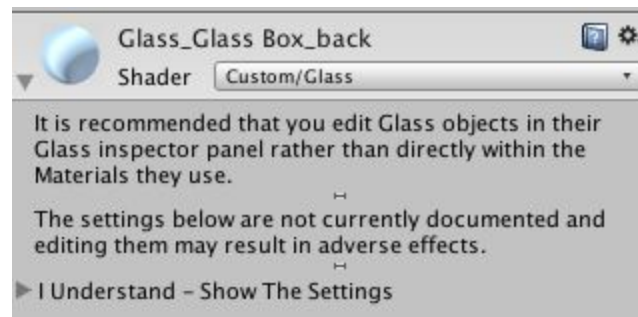 Glass_Glass Box_back
Shader Custom/Glass
It is recommended that you edit Glass objects in their
Glass inspector panel rather than directly within the
Materials they use.
The settings below are not currently documented and
editing them may result in adverse effects.
I Understand – Show The Settings